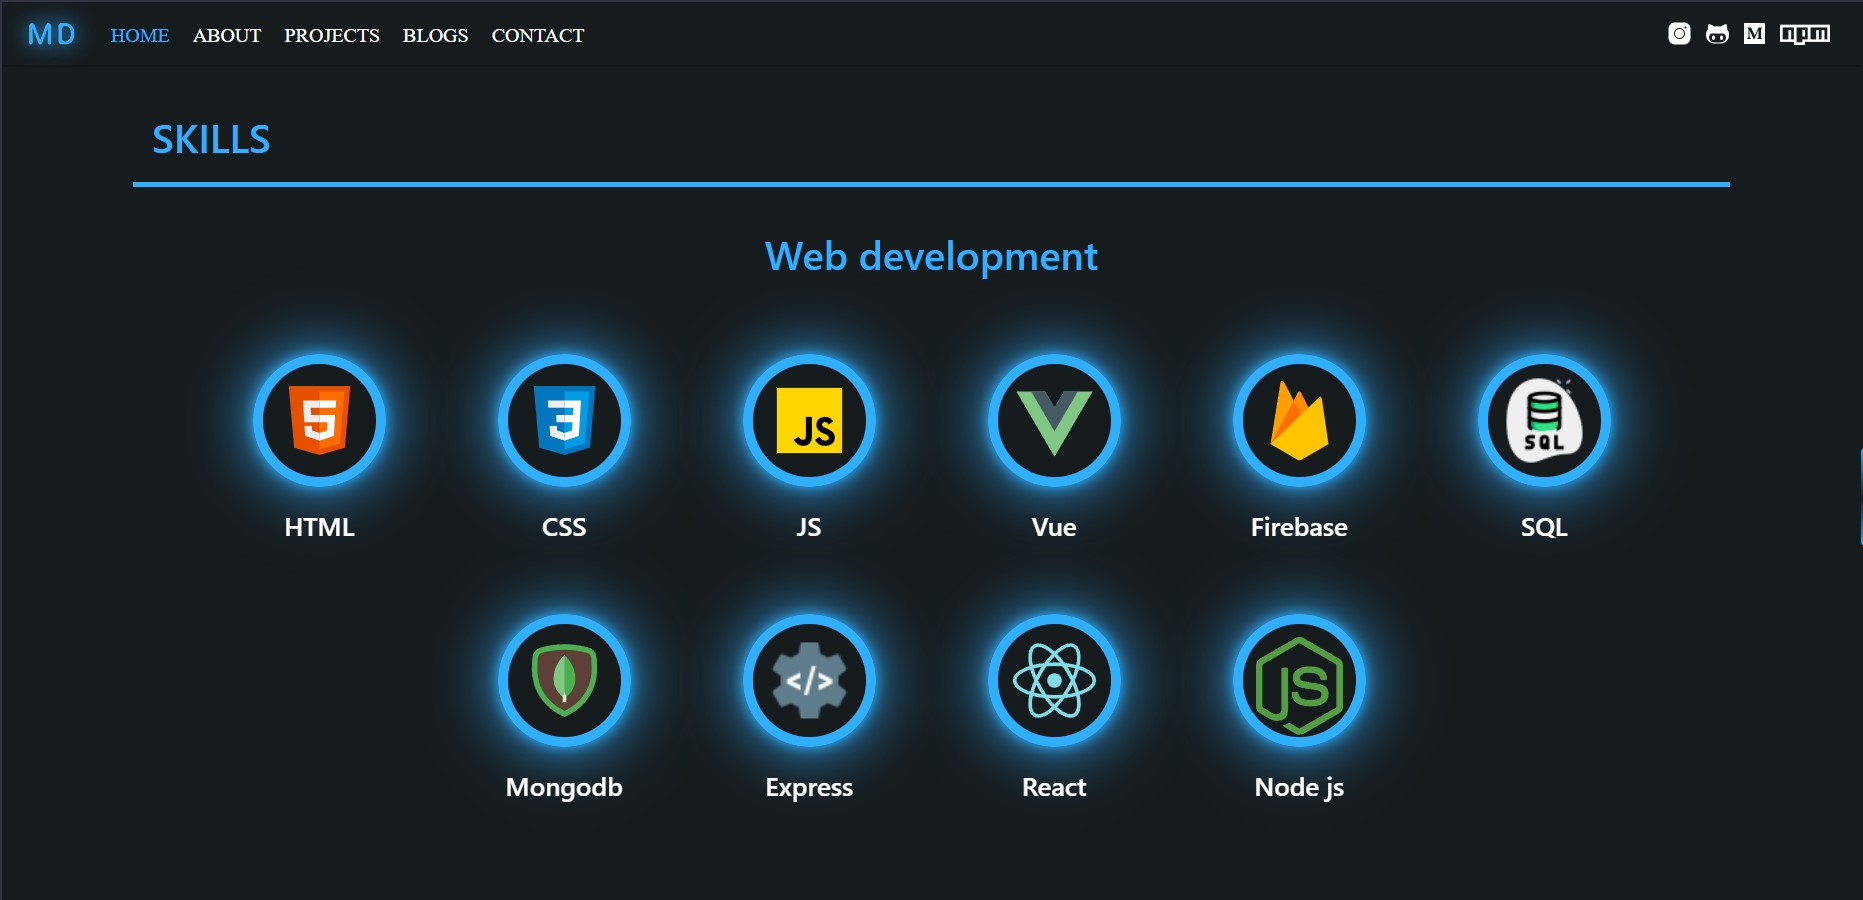 MD HOME ABOUT PROJECTS BLOGS CONTACT M npm
SKILLS
Web development
5 3 JS JS SQL
HTML CSS JS Vue Firebase SQL
</> JS
Mongodb Express React Node js